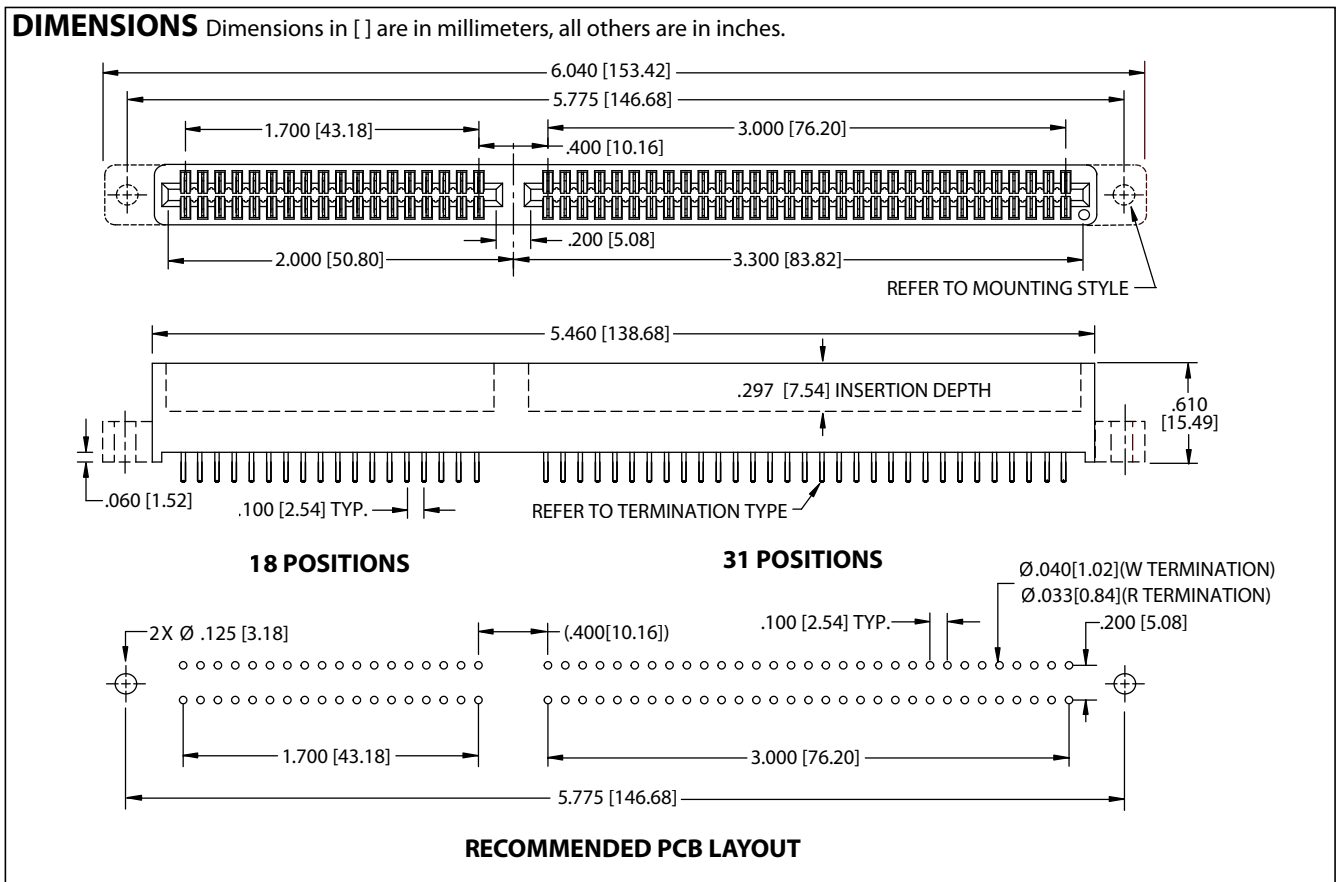 DIMENSIONS Dimensions in [ ] are in millimeters, all others are in inches.
6.040 [153.42]
5.775 [146.68]
1.700 [43.18]
3.000 [76.20]
.400 [10.16]
.200 [5.08]
2.000 [50.80]
3.300 [83.82]
REFER TO MOUNTING STYLE
5.460 [138.68]
.297 [7.54] INSERTION DEPTH
.610
[15.49]
.060 [1.52]
.100 [2.54] TYP.
REFER TO TERMINATION TYPE
18 POSITIONS
31 POSITIONS
Ø.040[1.02](W TERMINATION)
Ø.033[0.84](R TERMINATION)
2X Ø .125 [3.18]
(.400[10.16])
.100 [2.54] TYP.
.200 [5.08]
1.700 [43.18]
3.000 [76.20]
5.775 [146.68]
RECOMMENDED PCB LAYOUT